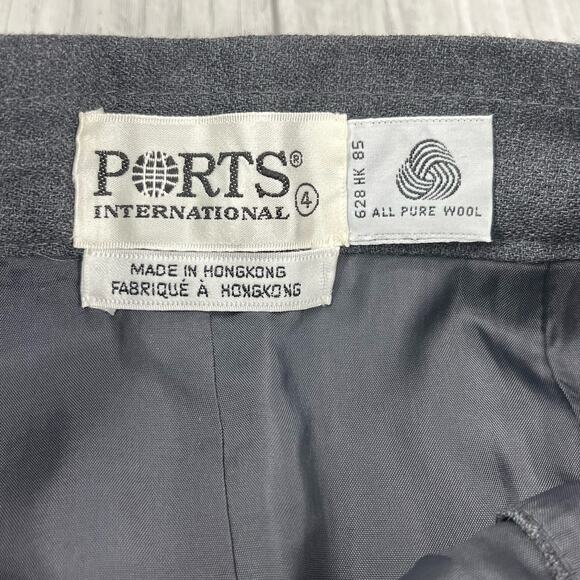 PORTS®
INTERNATIONAL 4
MADE IN HONGKONG
FABRIQUÉ À HONGKONG
628 HK 85
ALL PURE WOOL